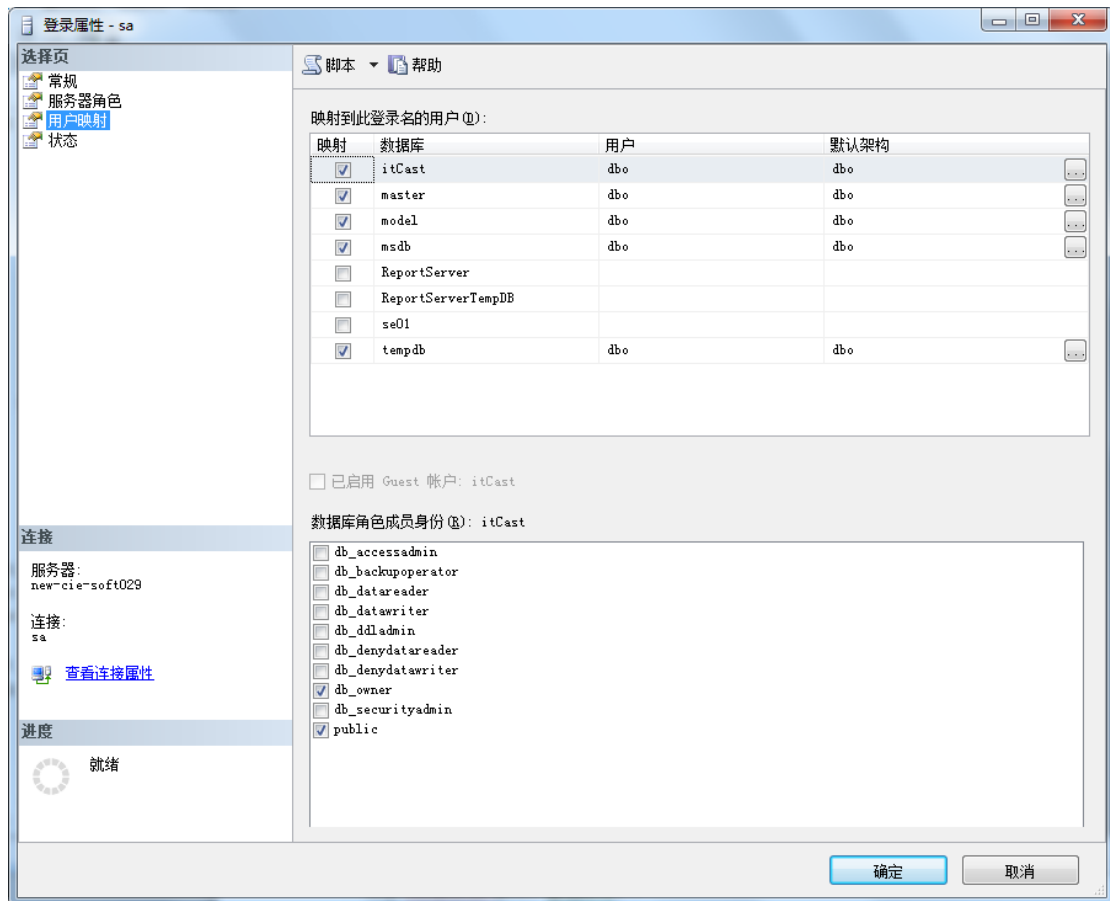 登录属性 - sa
选择页
常规
服务器角色
用户映射
状态
脚本 帮助
映射到此登录名的用户(D):
映射 数据库 用户 默认架构
itCast dbo dbo ...
master dbo dbo ...
model dbo dbo ...
msdb dbo dbo ...
ReportServer
ReportServerTempDB
se01
tempdb dbo dbo ...
已启用 Guest 帐户: itCast
数据库角色成员身份(R): itCast
db_accessadmin
db_backupoperator
db_datareader
db_datawriter
db_ddladmin
db_denydatareader
db_denydatawriter
db_owner
db_securityadmin
public
连接
服务器:
new-cie-soft029
连接:
sa
查看连接属性
进度
就绪
确定 取消